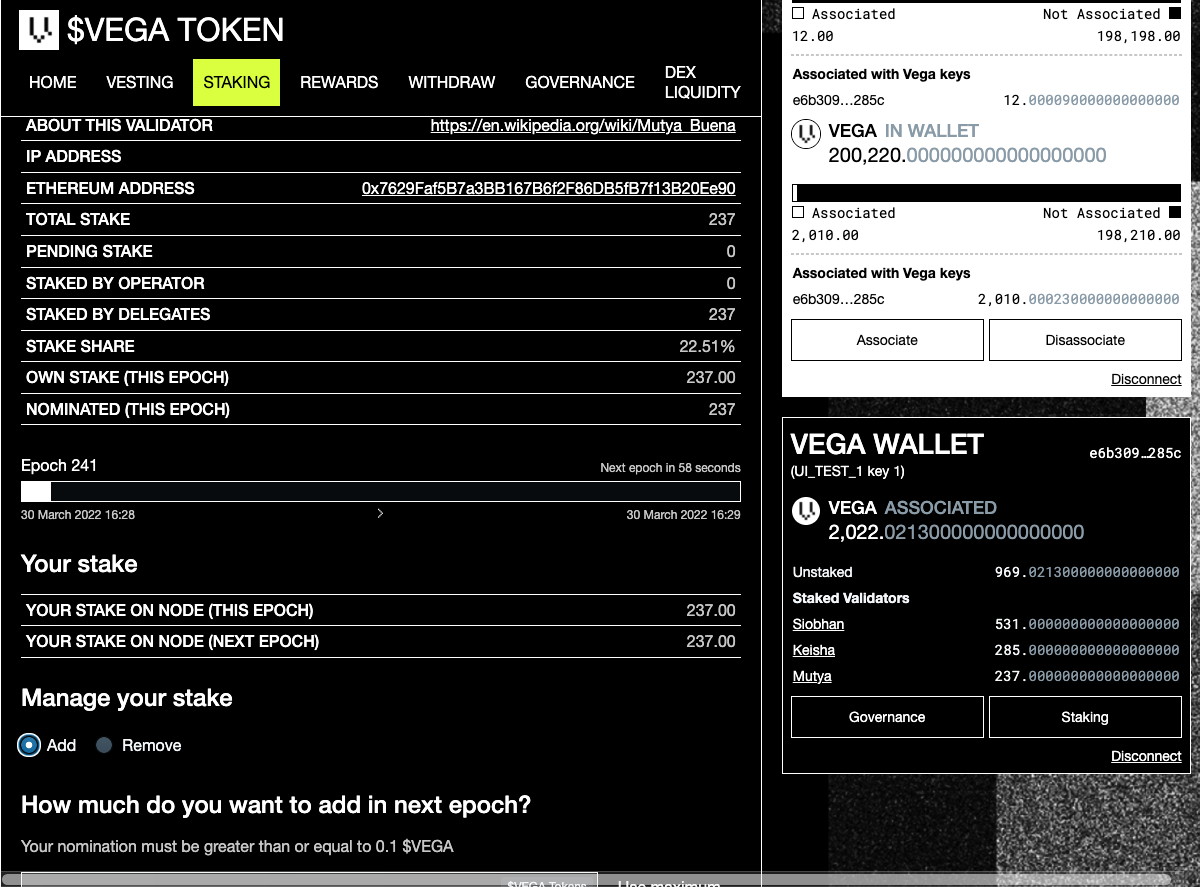 $VEGA TOKEN
HOME VESTING STAKING REWARDS WITHDRAW GOVERNANCE DEX LIQUIDITY
ABOUT THIS VALIDATOR https://en.wikipedia.org/wiki/Mutya_Buena
IP ADDRESS
ETHEREUM ADDRESS 0x7629Faf5B7a3BB167B6f2F86DB5fB7f13B20Ee90
TOTAL STAKE 237
PENDING STAKE 0
STAKED BY OPERATOR 0
STAKED BY DELEGATES 237
STAKE SHARE 22.51%
OWN STAKE (THIS EPOCH) 237.00
NOMINATED (THIS EPOCH) 237
Epoch 241 Next epoch in 58 seconds
30 March 2022 16:28 30 March 2022 16:29
Your stake
YOUR STAKE ON NODE (THIS EPOCH) 237.00
YOUR STAKE ON NODE (NEXT EPOCH) 237.00
Manage your stake
Add Remove
How much do you want to add in next epoch?
Your nomination must be greater than or equal to 0.1 $VEGA
$VEGA Tokens Use maximum
Associated Not Associated
12.00 198,198.00
Associated with Vega keys
e6b309…285c 12.000090000000000000
VEGA IN WALLET
200,220.000000000000000000
Associated Not Associated
2,010.00 198,210.00
Associated with Vega keys
e6b309…285c 2,010.000230000000000000
Associate Disassociate
Disconnect
VEGA WALLET e6b309…285c
(UI_TEST_1 key 1)
VEGA ASSOCIATED
2,022.021300000000000000
Unstaked 969.021300000000000000
Staked Validators
Siobhan 531.000000000000000000
Keisha 285.000000000000000000
Mutya 237.000000000000000000
Governance Staking
Disconnect